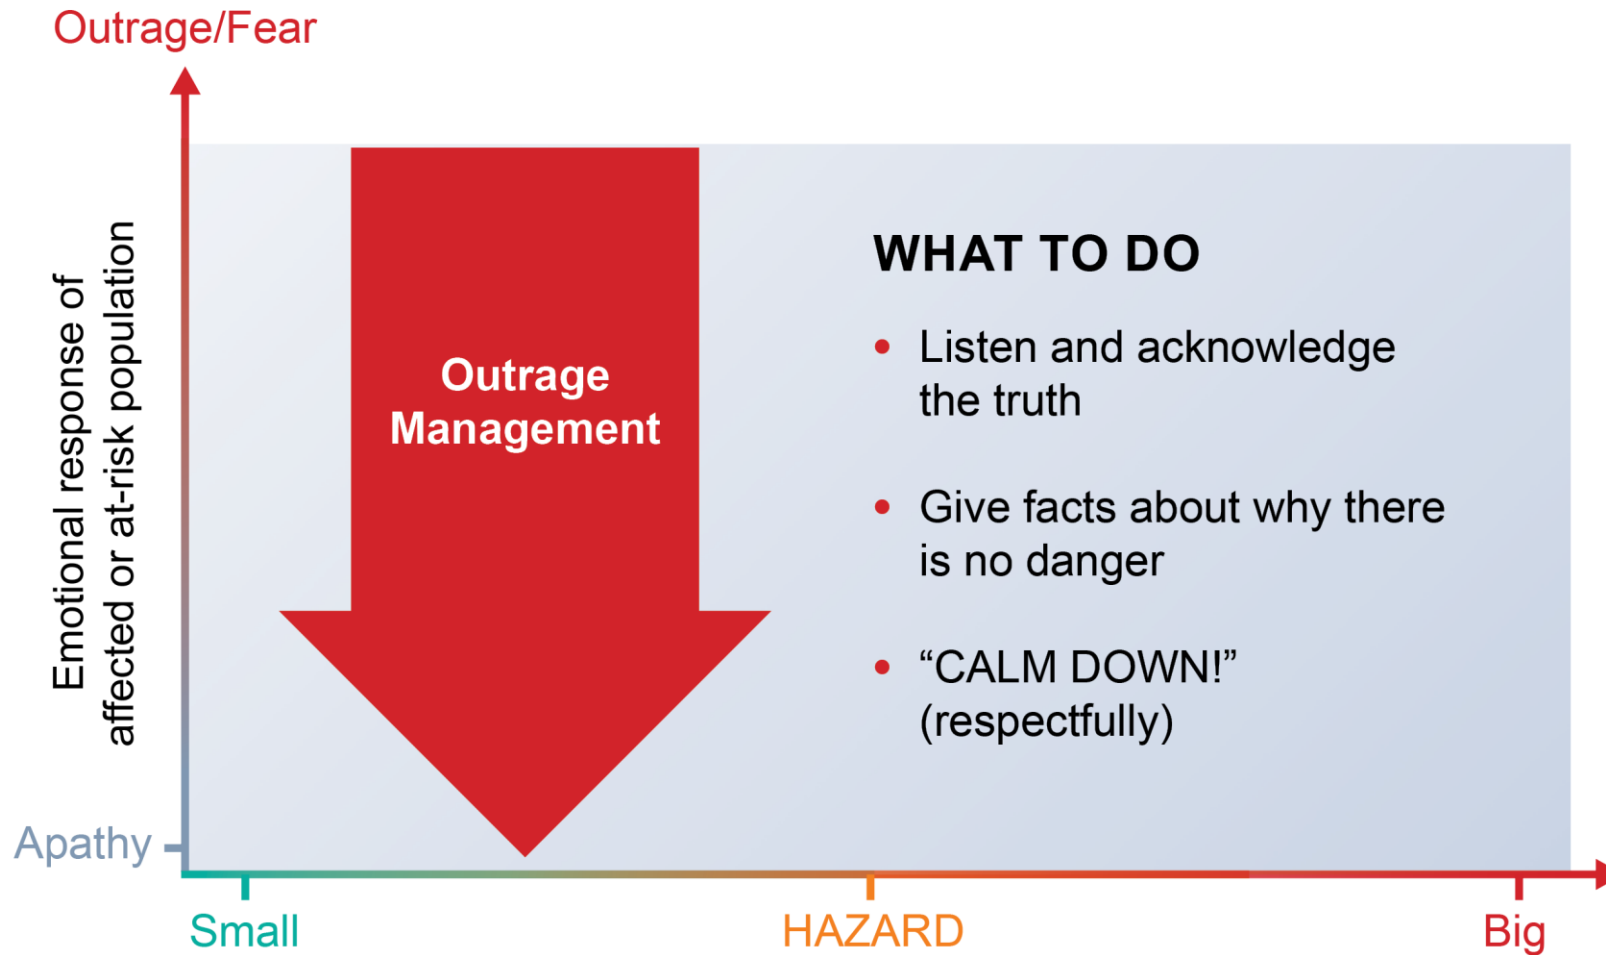 Outrage/Fear
Emotional response of
affected or at-risk population
Apathy
Outrage
Management
WHAT TO DO
• Listen and acknowledge
the truth
• Give facts about why there
is no danger
• “CALM DOWN!”
(respectfully)
Small
HAZARD
Big